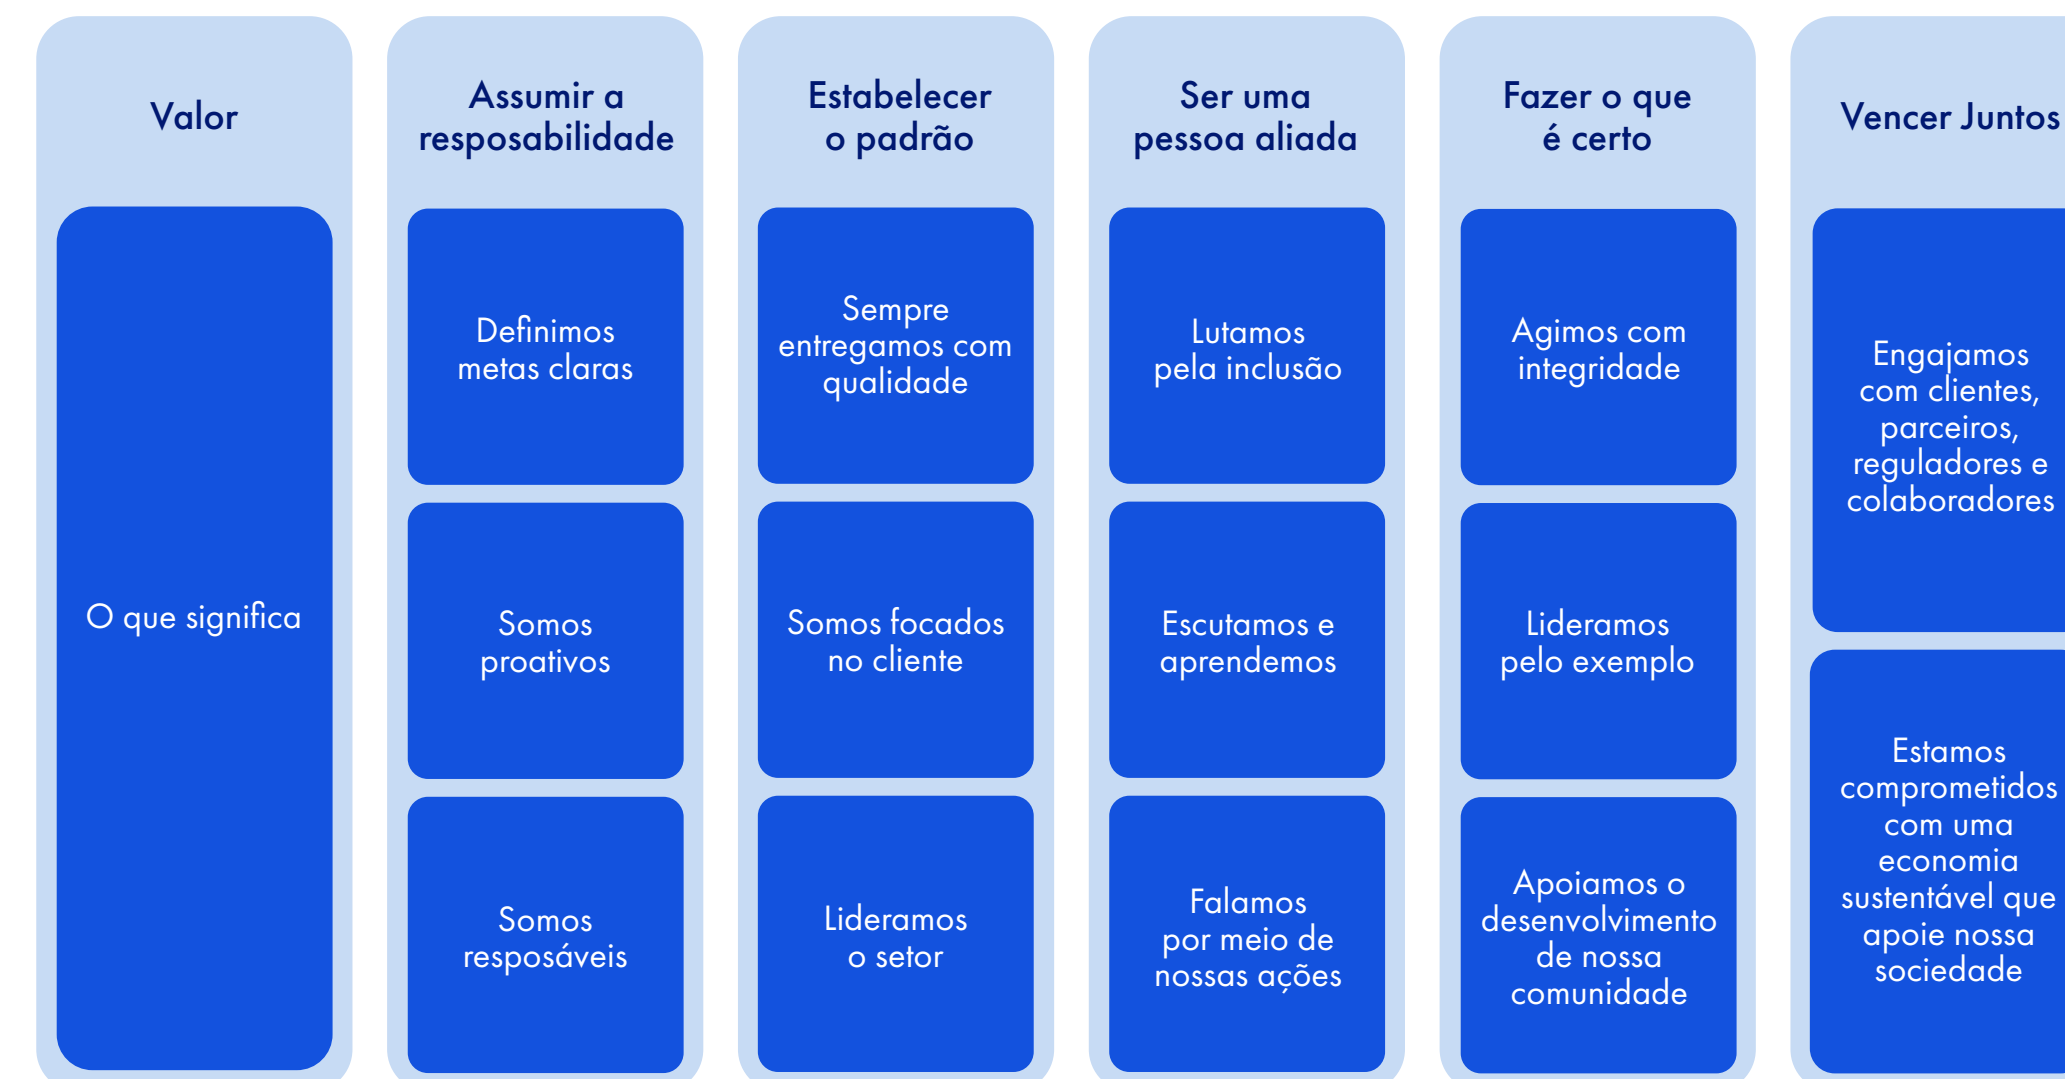 Valor
O que significa
Assumir a
resposabilidade
Definimos
metas claras
Somos
proativos
Somos
resposáveis
Estabelecer
o padrão
Sempre
entregamos com
qualidade
Somos focados
no cliente
Lideramos
o setor
Ser uma
pessoa aliada
Lutamos
pela inclusão
Escutamos e
aprendemos
Falamos
por meio de
nossas ações
Fazer o que
é certo
Agimos com
integridade
Lideramos
pelo exemplo
Apoiamos o
desenvolvimento
de nossa
comunidade
Vencer Juntos
Engajamos
com clientes,
parceiros,
reguladores e
colaboradores
Estamos
comprometidos
com uma
economia
sustentável que
apoie nossa
sociedade